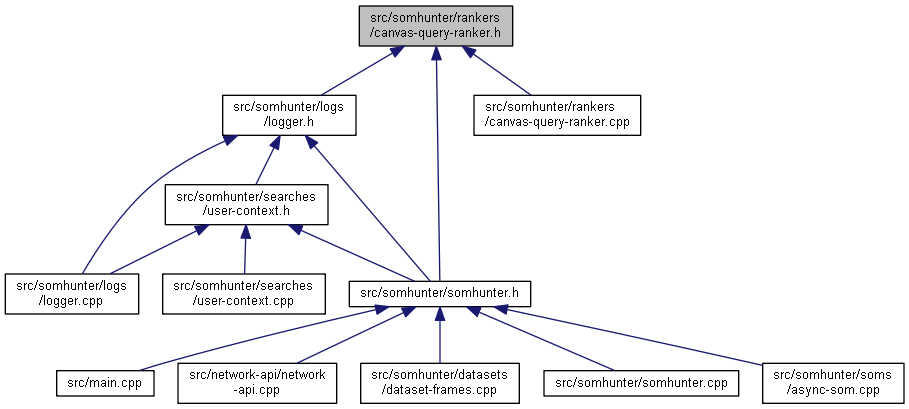 src/somhunter/rankers
/canvas-query-ranker.h
src/somhunter/logs
/logger.h
src/somhunter/rankers
/canvas-query-ranker.cpp
src/somhunter/searches
/user-context.h
src/somhunter/logs
/logger.cpp
src/somhunter/searches
/user-context.cpp
src/somhunter/somhunter.h
src/main.cpp
src/network-api/network
-api.cpp
src/somhunter/datasets
/dataset-frames.cpp
src/somhunter/somhunter.cpp
src/somhunter/soms
/async-som.cpp